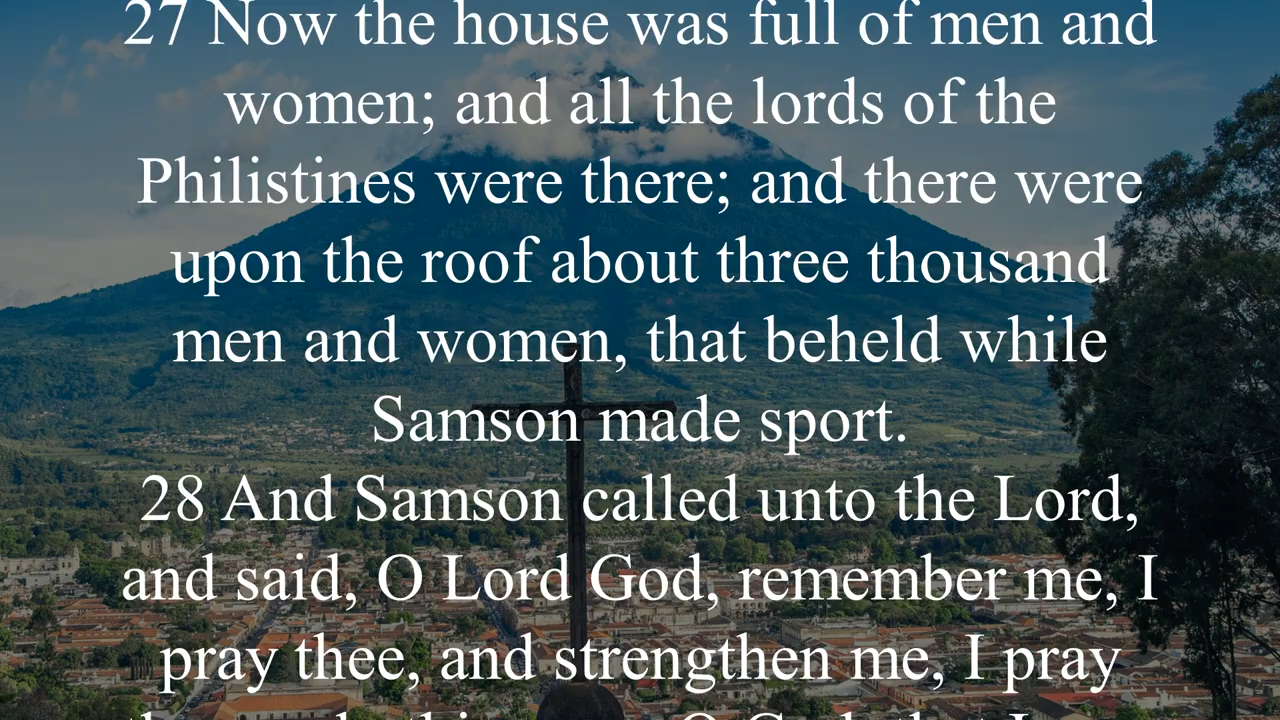 27 Now the house was full of men and
women; and all the lords of the
Philistines were there; and there were
upon the roof about three thousand
men and women, that beheld while
Samson made sport.
28 And Samson called unto the Lord,
and said, O Lord God, remember me, I
pray thee, and strengthen me, I pray